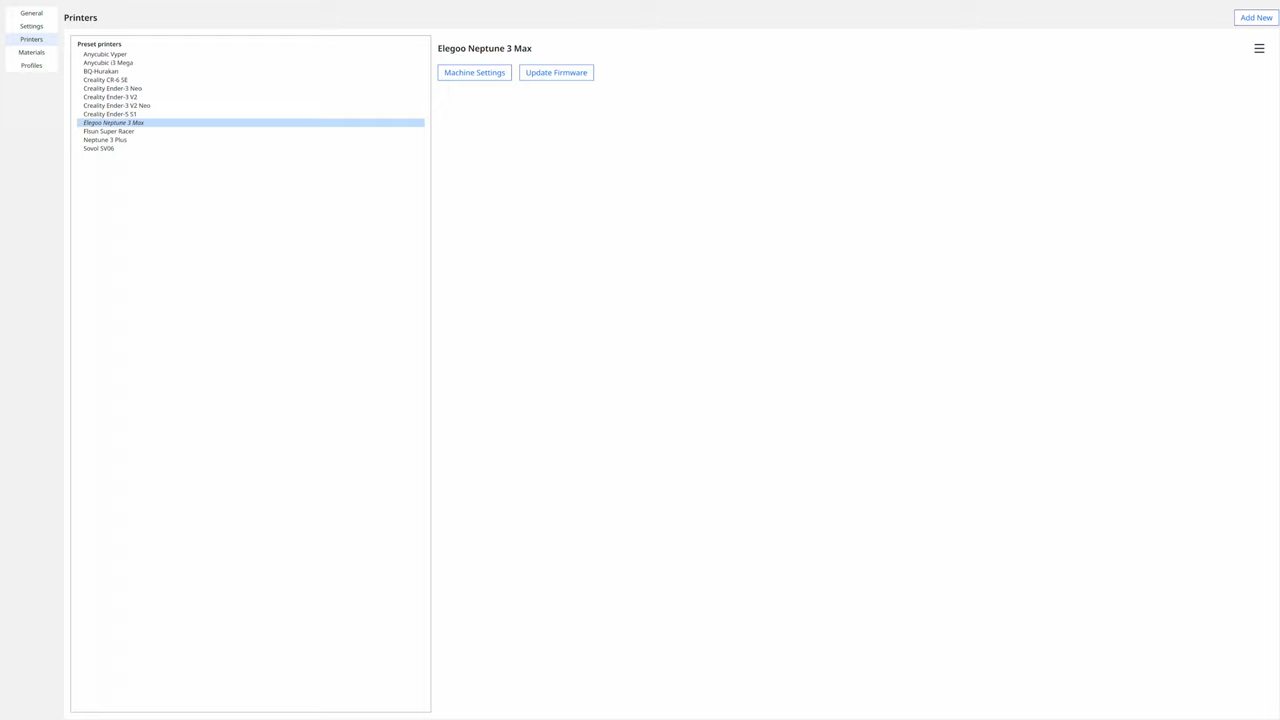 General
Settings
Printers
Materials
Profiles
Printers
Add New
Preset printers
Anycubic Vyper
Anycubic i3 Mega
BQ-Hurakan
Creality CR-6 SE
Creality Ender-3 Neo
Creality Ender-3 V2
Creality Ender-3 V2 Neo
Creality Ender-5 S1
Elegoo Neptune 3 Max
Flsun Super Racer
Neptune 3 Plus
Sovol SV06
Elegoo Neptune 3 Max
Machine Settings
Update Firmware